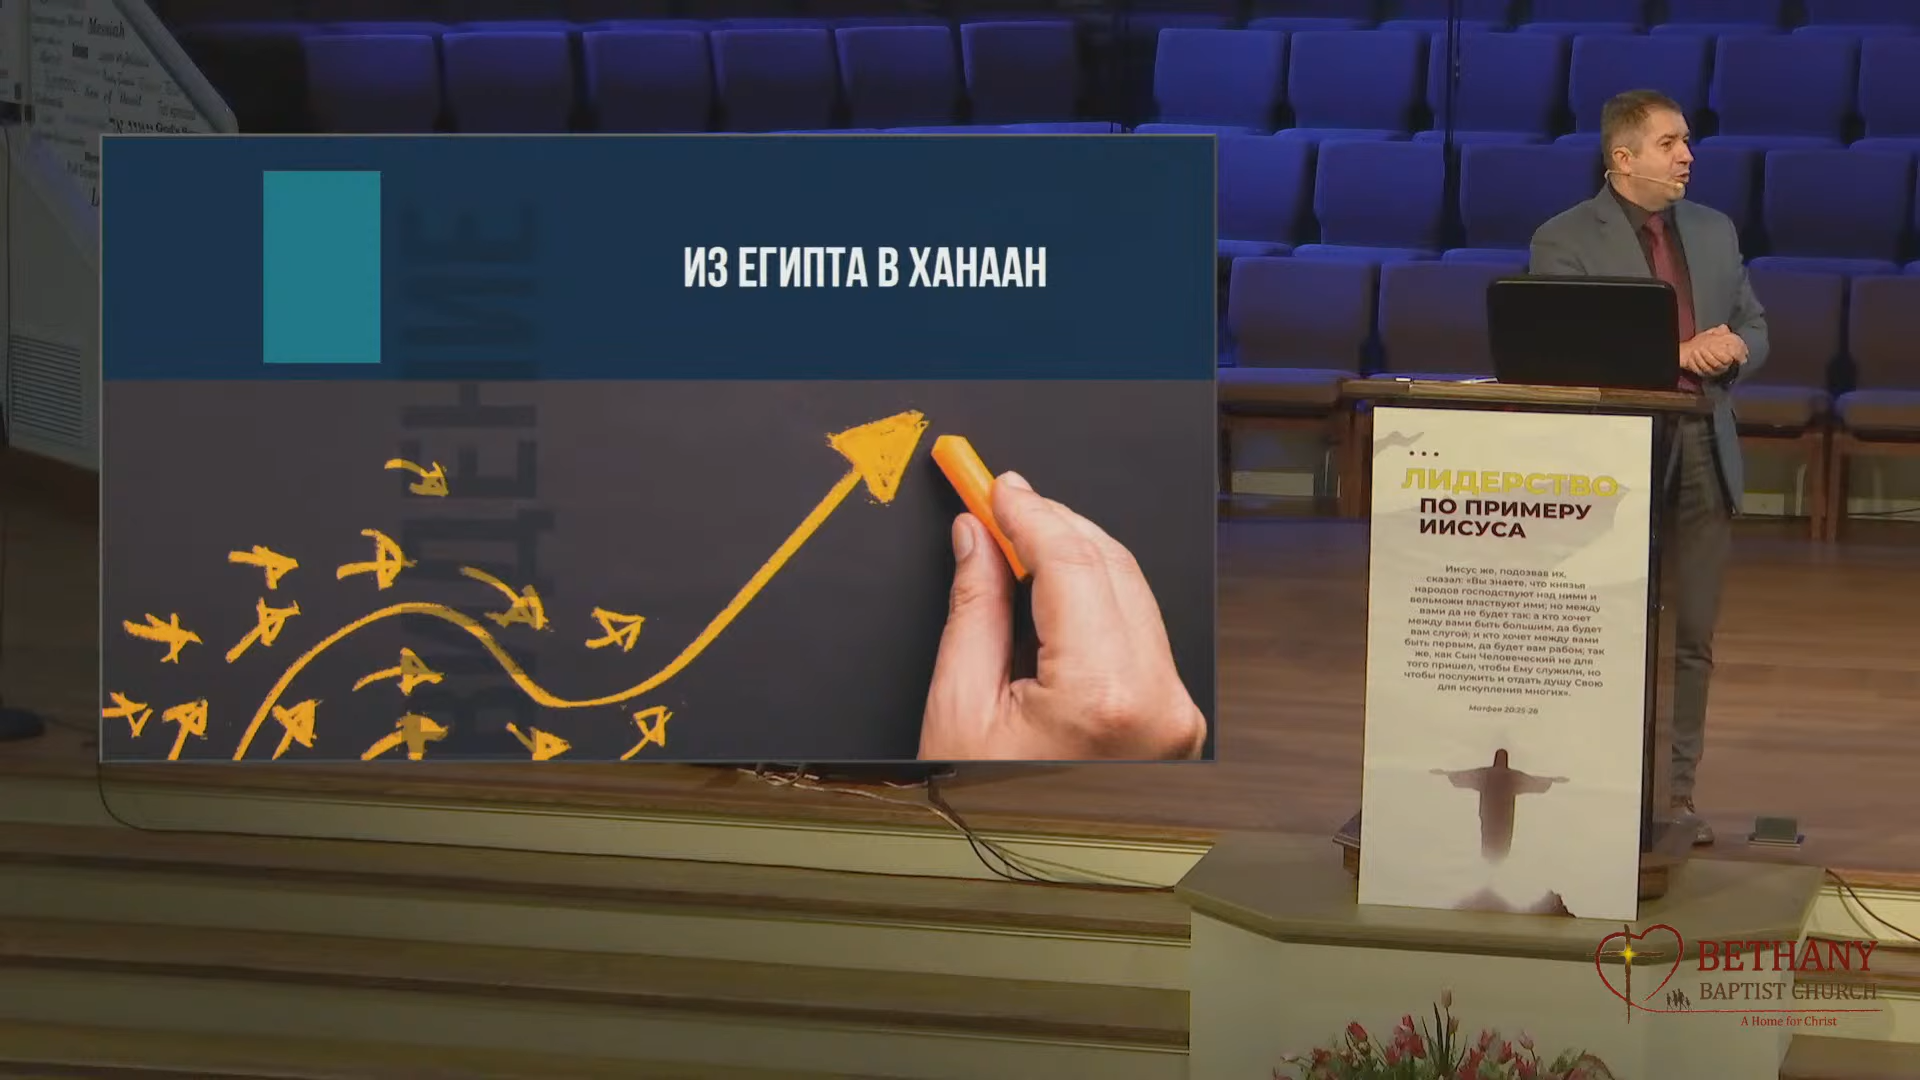 Messiah
ИЗ ЕГИПТА В ХАНААН
ВИДЕНИЕ
ЛИДЕРСТВО
ПО ПРИМЕРУ
ИИСУСА
Иисус же, подозвав их,
сказал: «Вы знаете, что князья
народов господствуют над ними и
вельможи властвуют ими; но между
вами да не будет так: а кто хочет
между вами быть большим, да будет
вам слугой; и кто хочет между вами
быть первым, да будет вам рабом; так
же, как Сын Человеческий не для
того пришел, чтобы Ему служили, но
чтобы послужить и отдать душу Свою
для искупления многих».
Матфея 20:25-28
BETHANY
BAPTIST CHURCH
A Home for Christ